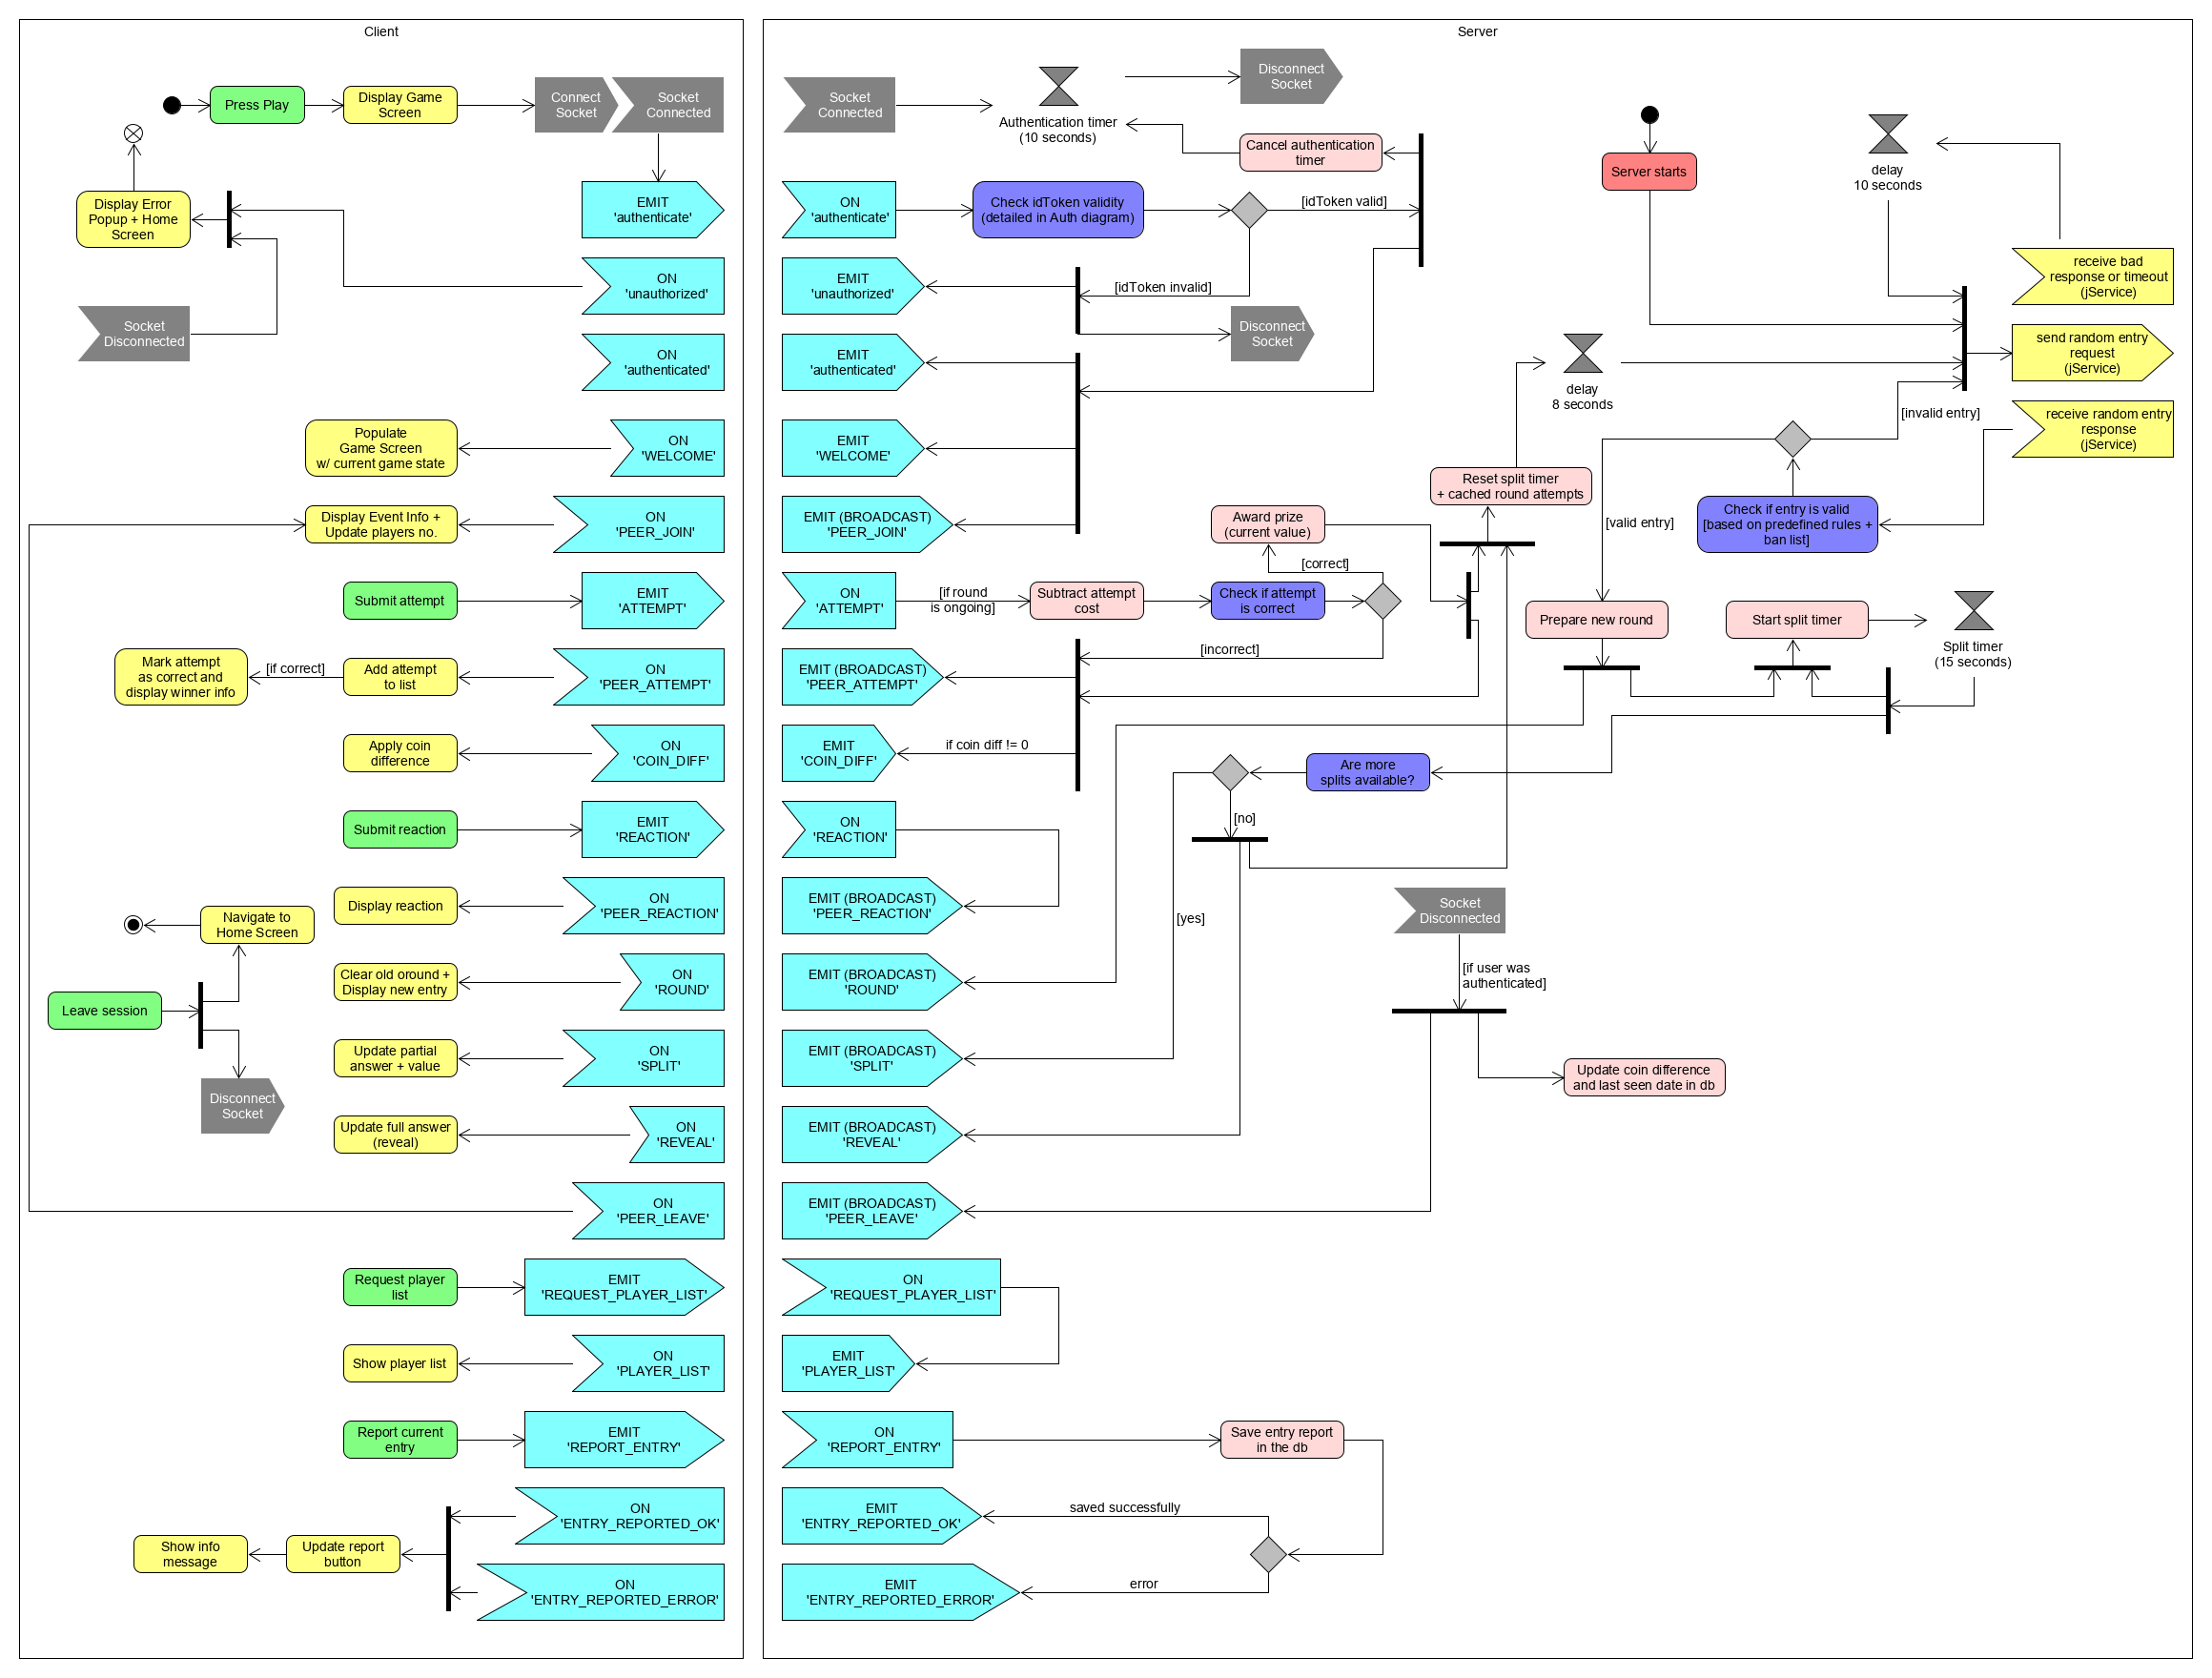 Client
Press Play
Display Game
Screen
Connect
Socket
Socket
Connected
EMIT
'authenticate'
Display Error
Popup + Home
Screen
ON
'unauthorized'
Socket
Disconnected
ON
'authenticated'
Populate
Game Screen
w/ current game state
ON
'WELCOME'
Display Event Info +
Update players no.
ON
'PEER_JOIN'
Submit attempt
EMIT
'ATTEMPT'
Mark attempt
as correct and
display winner info
[if correct]
Add attempt
to list
ON
'PEER_ATTEMPT'
Apply coin
difference
ON
'COIN_DIFF'
Submit reaction
EMIT
'REACTION'
Display reaction
ON
'PEER_REACTION'
Navigate to
Home Screen
Clear old oround +
Display new entry
ON
'ROUND'
Leave session
Update partial
answer + value
ON
'SPLIT'
Disconnect
Socket
Update full answer
(reveal)
ON
'REVEAL'
ON
'PEER_LEAVE'
Request player
list
EMIT
'REQUEST_PLAYER_LIST'
Show player list
ON
'PLAYER_LIST'
Report current
entry
EMIT
'REPORT_ENTRY'
ON
'ENTRY_REPORTED_OK'
Show info
message
Update report
button
ON
'ENTRY_REPORTED_ERROR'
Server
Socket
Connected
Authentication timer
(10 seconds)
Disconnect
Socket
Cancel authentication
timer
Server starts
delay
10 seconds
ON
'authenticate'
Check idToken validity
(detailed in Auth diagram)
[idToken valid]
EMIT
'unauthorized'
[idToken invalid]
Disconnect
Socket
receive bad
response or timeout
(jService)
EMIT
'authenticated'
delay
8 seconds
send random entry
request
(jService)
[invalid entry]
receive random entry
response
(jService)
EMIT
'WELCOME'
Reset split timer
+ cached round attempts
EMIT (BROADCAST)
'PEER_JOIN'
Award prize
(current value)
[valid entry]
Check if entry is valid
[based on predefined rules +
ban list]
[correct]
ON
'ATTEMPT'
[if round
is ongoing]
Subtract attempt
cost
Check if attempt
is correct
Prepare new round
Start split timer
Split timer
(15 seconds)
[incorrect]
EMIT (BROADCAST)
'PEER_ATTEMPT'
EMIT
'COIN_DIFF'
if coin diff != 0
Are more
splits available?
[no]
ON
'REACTION'
EMIT (BROADCAST)
'PEER_REACTION'
[yes]
Socket
Disconnected
[if user was
authenticated]
EMIT (BROADCAST)
'ROUND'
EMIT (BROADCAST)
'SPLIT'
Update coin difference
and last seen date in db
EMIT (BROADCAST)
'REVEAL'
EMIT (BROADCAST)
'PEER_LEAVE'
ON
'REQUEST_PLAYER_LIST'
EMIT
'PLAYER_LIST'
ON
'REPORT_ENTRY'
Save entry report
in the db
EMIT
'ENTRY_REPORTED_OK'
saved successfully
EMIT
'ENTRY_REPORTED_ERROR'
error